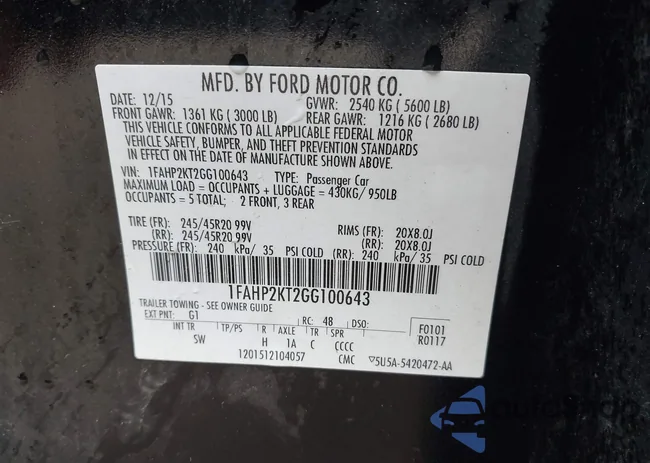 MFD. BY FORD MOTOR CO.
DATE: 12/15 GVWR: 2540 KG ( 5600 LB)
FRONT GAWR: 1361 KG ( 3000 LB) REAR GAWR: 1216 KG ( 2680 LB)
THIS VEHICLE CONFORMS TO ALL APPLICABLE FEDERAL MOTOR
VEHICLE SAFETY, BUMPER, AND THEFT PREVENTION STANDARDS
IN EFFECT ON THE DATE OF MANUFACTURE SHOWN ABOVE.
VIN: 1FAHP2KT2GG100643 TYPE: Passenger Car
MAXIMUM LOAD = OCCUPANTS + LUGGAGE = 430KG/950LB
OCCUPANTS = 5 TOTAL; 2 FRONT, 3 REAR
TIRE (FR): 245/45R20 99V RIMS (FR): 20X8.0J
(RR): 245/45R20 99V (RR): 20X8.0J
PRESSURE (FR): 240 kPa/ 35 PSI COLD (RR): 240 kPa/35 PSI COLD
1FAHP2KT2GG100643
TRAILER TOWING - SEE OWNER GUIDE
EXT PNT: G1 RC: 4B DSO: F0101
INT TR TP/PS R AXLE TR SPR R0117
SW H 1A C CCCC
1201512104057 CMC ▽5U5A-5420472-AA